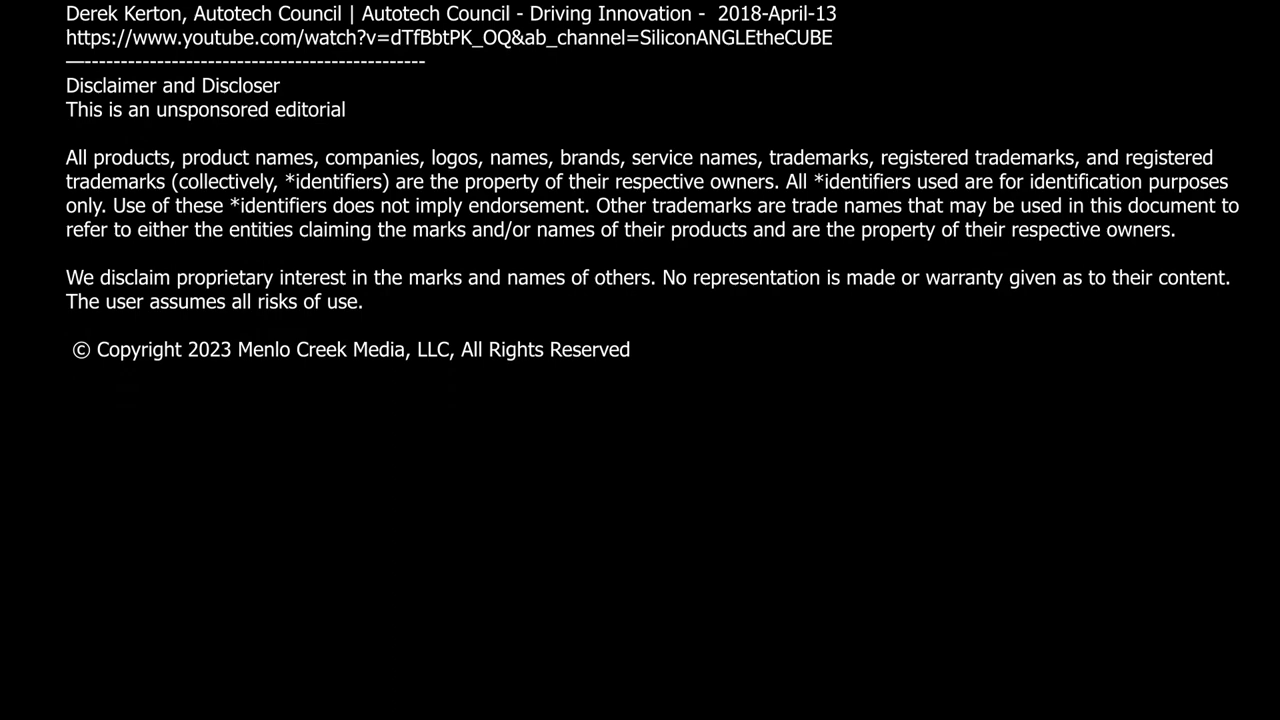 Derek Kerton, Autotech Council | Autotech Council - Driving Innovation -  2018-April-13
https://www.youtube.com/watch?v=dTfBbtPK_OQ&ab_channel=SiliconANGLEtheCUBE
—-----------------------------------------------
Disclaimer and Discloser
This is an unsponsored editorial
All products, product names, companies, logos, names, brands, service names, trademarks, registered trademarks, and registered
trademarks (collectively, *identifiers) are the property of their respective owners. All *identifiers used are for identification purposes
only. Use of these *identifiers does not imply endorsement. Other trademarks are trade names that may be used in this document to
refer to either the entities claiming the marks and/or names of their products and are the property of their respective owners.
We disclaim proprietary interest in the marks and names of others. No representation is made or warranty given as to their content.
The user assumes all risks of use.
© Copyright 2023 Menlo Creek Media, LLC, All Rights Reserved